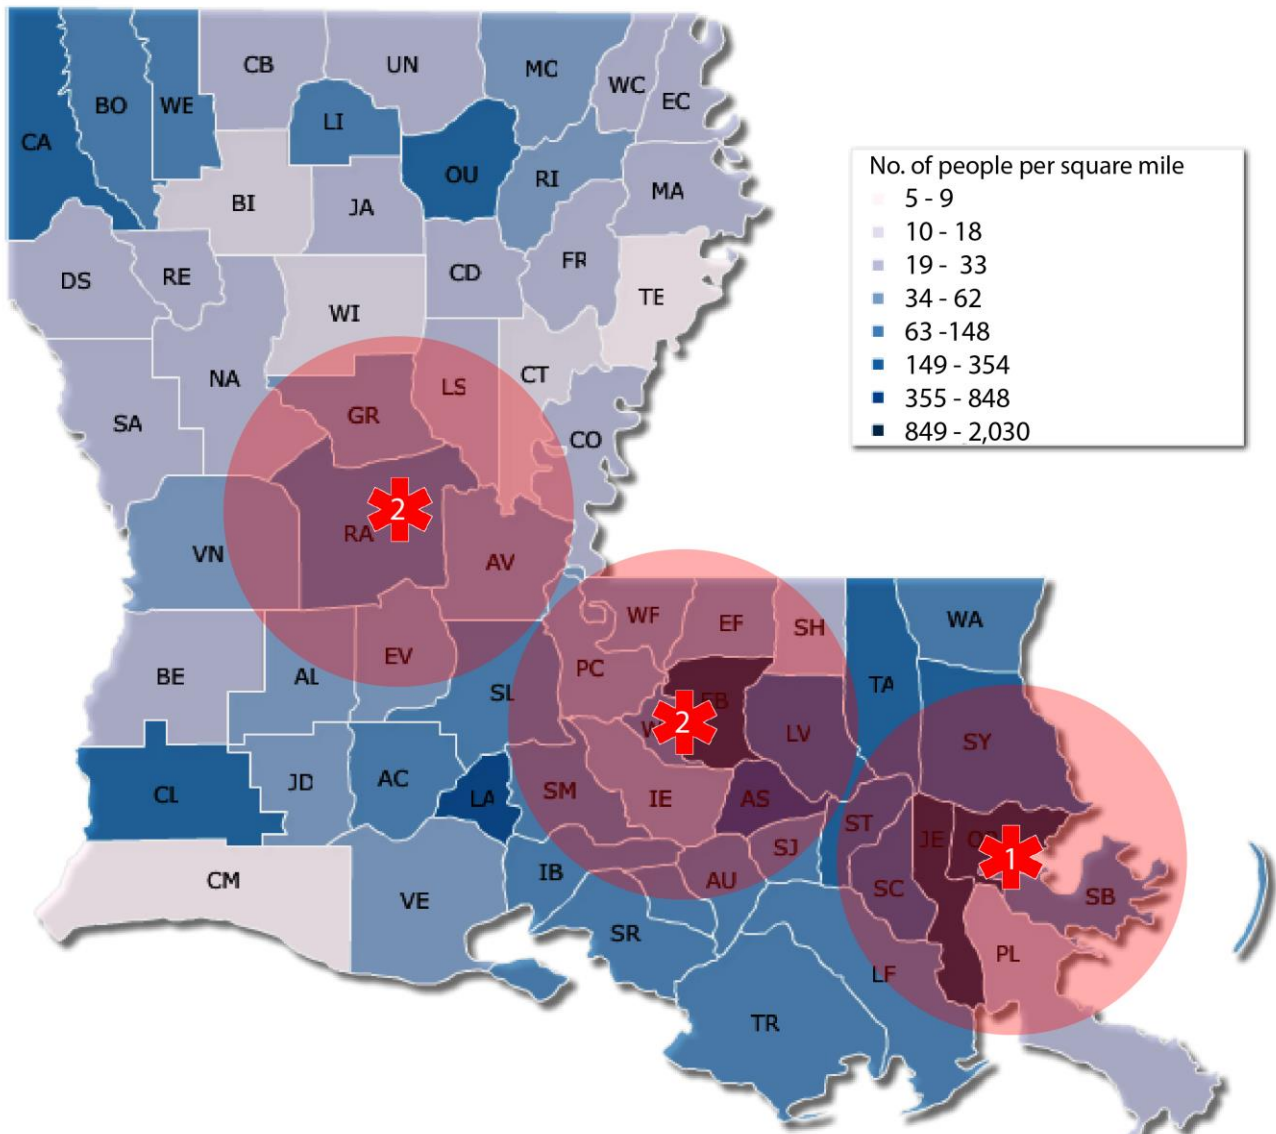 CB
UN
MO
WC
EC
BO
WE
LI
CA
OU
RI
MA
BI
JA
DS
RE
CD
FR
TE
WI
NA
LS
CT
GR
SA
CO
RA
2
VN
AV
WF
EF
SH
WA
EV
PC
BE
AL
SL
TA
2
LV
SY
JD
AC
LA
SM
IE
AS
CL
ST
JE
1
SJ
IB
AU
SC
SB
CM
VE
SR
PL
LF
TR
No. of people per square mile
5 - 9
10 - 18
19 - 33
34 - 62
63 -148
149 - 354
355 - 848
849 - 2,030